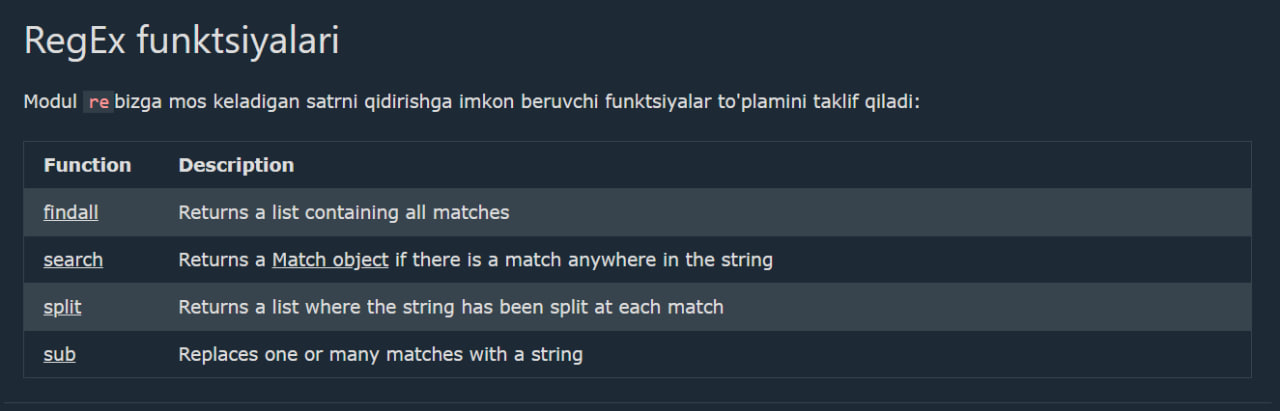 RegEx funktsiyalari
Modul re bizga mos keladigan satrni qidirishga imkon beruvchi funktsiyalar to'plamini taklif qiladi:
Function Description
findall Returns a list containing all matches
search Returns a Match object if there is a match anywhere in the string
split Returns a list where the string has been split at each match
sub Replaces one or many matches with a string